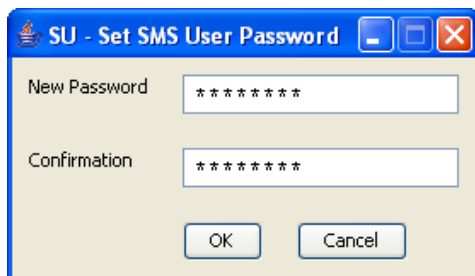 SU - Set SMS User Password
New Password
********
Confirmation
********
OK Cancel